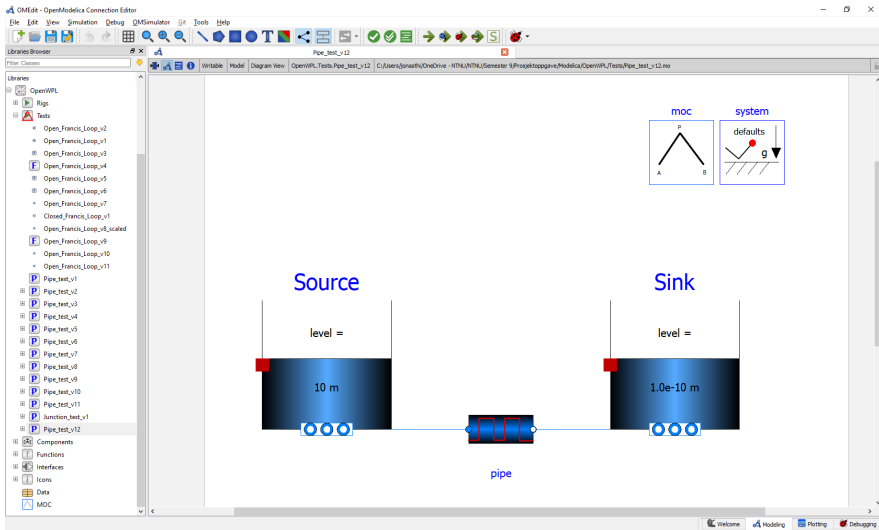 OMEdit - OpenModelica Connection Editor
File Edit View Simulation Debug OMSimulator Git Tools Help
T
S
Libraries Browser
Pipe_test_v12
Filter Classes
Writable Model Diagram View OpenWPL.Tests.Pipe_test_v12 C:/Users/jonasthi/OneDrive - NTNU/NTNU/Semester 9/Prosjektoppgave/Modelica/OpenWPL/Tests/Pipe_test_v12.mo
Libraries
OpenWPL
Rigs
Tests
Open_Francis_Loop_v2
Open_Francis_Loop_v1
Open_Francis_Loop_v3
F Open_Francis_Loop_v4
Open_Francis_Loop_v5
Open_Francis_Loop_v6
Open_Francis_Loop_v7
Closed_Francis_Loop_v1
Open_Francis_Loop_v8_scaled
F Open_Francis_Loop_v9
Open_Francis_Loop_v10
Open_Francis_Loop_v11
P Pipe_test_v1
P Pipe_test_v2
P Pipe_test_v3
P Pipe_test_v4
P Pipe_test_v5
P Pipe_test_v6
P Pipe_test_v7
P Pipe_test_v8
P Pipe_test_v9
P Pipe_test_v10
P Pipe_test_v11
P Junction_test_v1
P Pipe_test_v12
Components
f Functions
Interfaces
i Icons
Data
MOC
moc
P
A B
system
defaults
g
Source
level =
10 m
Sink
level =
1.0e-10 m
pipe
Welcome Modeling Plotting Debugging